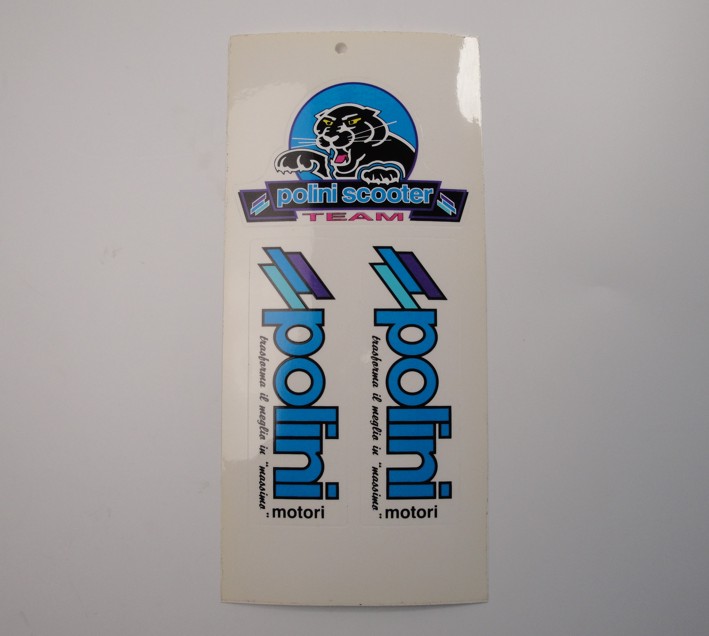 polini scooter
TEAM
polini
motori
trasforma il meglio in "massimo"
polini
motori
trasforma il meglio in "massimo"